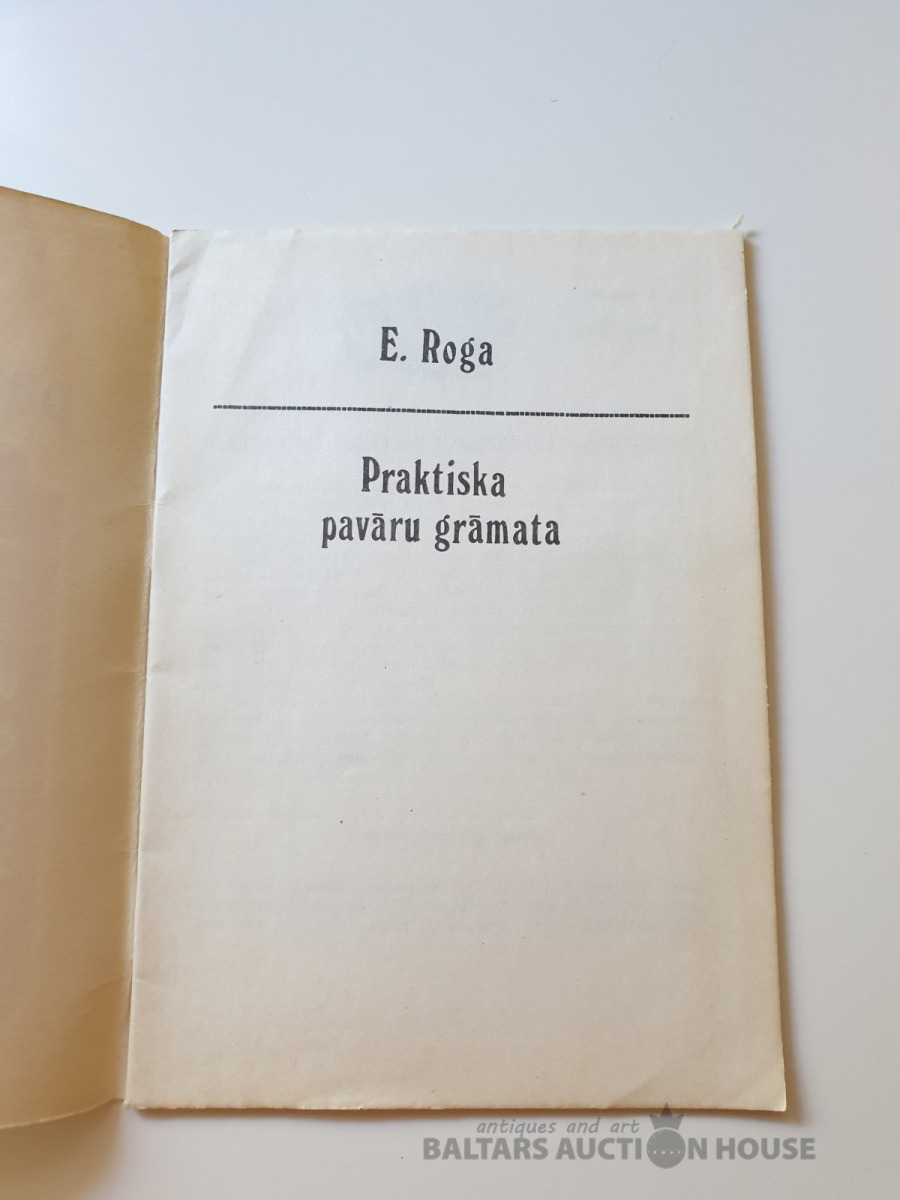 E. Roga
Praktiska
pavāru grāmata
antiques and art
BALTARS AUCTION HOUSE